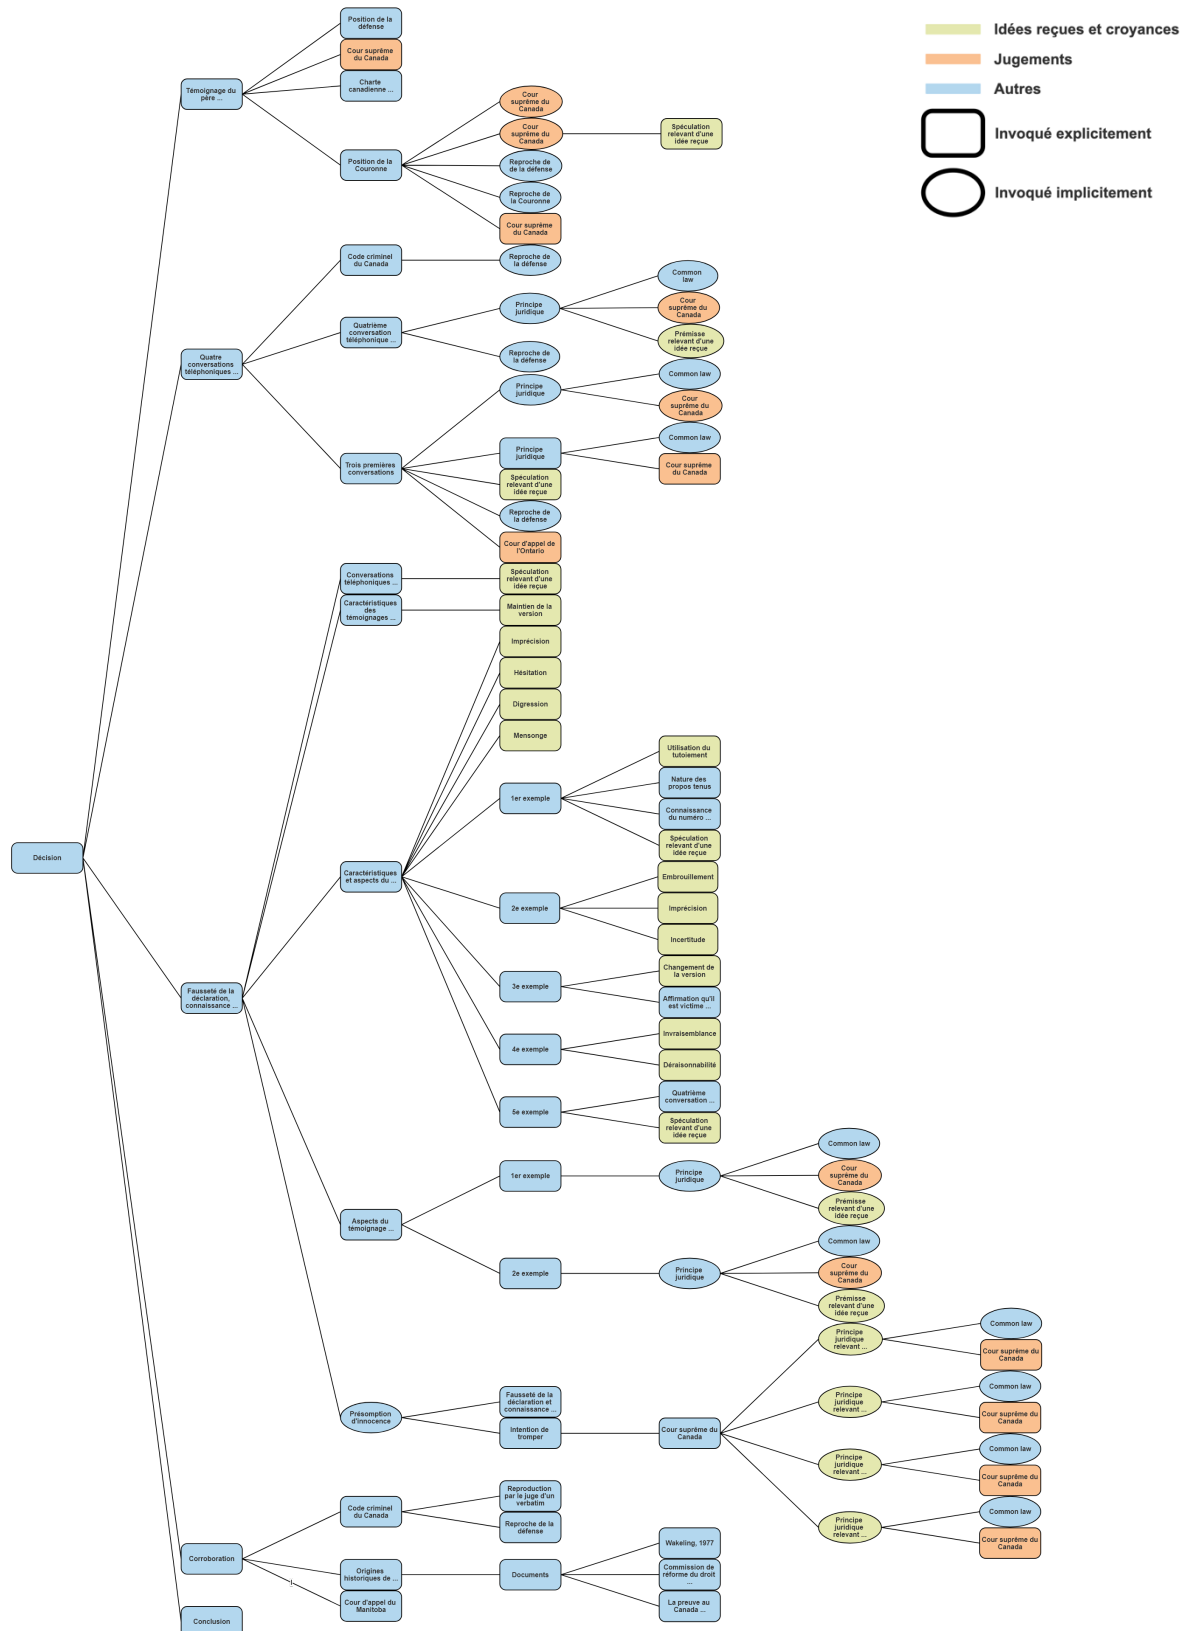 Position de la
défense
Cour suprême
du Canada
Charte
canadienne ...
Témoignage du
père ...
Position de la
Couronne
Cour
suprême du
Canada
Cour
suprême du
Canada
Spéculation
relevant d'une
idée reçue
Reproche de
de la défense
Reproche de
la Couronne
Cour suprême
du Canada
Idées reçues et croyances
Jugements
Autres
Invoqué explicitement
Invoqué implicitement
Code criminel
du Canada
Reproche de
la défense
Quatre
conversations
téléphoniques ...
Quatrième
conversation
téléphonique ...
Principe
juridique
Common
law
Cour
suprême du
Canada
Prémisse
relevant d'une
idée reçue
Reproche de
la défense
Trois premières
conversations
Principe
juridique
Common law
Cour
suprême du
Canada
Principe
juridique
Common law
Cour suprême
du Canada
Spéculation
relevant d'une
idée reçue
Reproche de
la défense
Cour d'appel de
l'Ontario
Décision
Fausseté de la
déclaration,
connaissance ...
Conversations
téléphoniques ...
Spéculation
relevant d'une
idée reçue
Caractéristiques
des
témoignages ...
Maintien de la
version
Caractéristiques
et aspects du ...
Imprécision
Hésitation
Digression
Mensonge
1er exemple
Utilisation du
tutoiement
Nature des
propos tenus
Connaissance
du numéro ...
Spéculation
relevant d'une
idée reçue
2e exemple
Embrouillement
Imprécision
Incertitude
3e exemple
Changement de
la version
Affirmation qu'il
est victime ...
4e exemple
Invraisemblance
Déraisonnabilité
5e exemple
Quatrième
conversation ...
Spéculation
relevant d'une
idée reçue
Aspects du
témoignage ...
1er exemple
Principe
juridique
Common law
Cour
suprême du
Canada
Prémisse
relevant d'une
idée reçue
2e exemple
Principe
juridique
Common law
Cour
suprême du
Canada
Prémisse
relevant d'une
idée reçue
Présomption
d'innocence
Fausseté de la
déclaration et
connaissance ...
Intention de
tromper
Cour suprême du
Canada
Principe
juridique
relevant ...
Common law
Cour suprême du
Canada
Principe
juridique
relevant ...
Common law
Cour suprême du
Canada
Principe
juridique
relevant ...
Common law
Cour suprême du
Canada
Principe
juridique
relevant ...
Common law
Cour suprême du
Canada
Corroboration
Code criminel
du Canada
Reproduction
par le juge d'un
verbatim
Reproche de la
défense
Origines
historiques de ...
Documents
Wakeling, 1977
Commission de
réforme du droit
...
La preuve au
Canada ...
Cour d'appel du
Manitoba
Conclusion